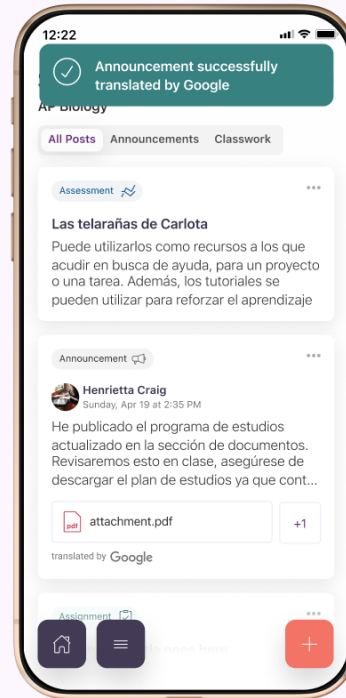 12:22
Announcement successfully
translated by Google
AP Biology
All Posts Announcements Classwork
Assessment
Las telarañas de Carlota
Puede utilizarlos como recursos a los que
acudir en busca de ayuda, para un proyecto
o una tarea. Además, los tutoriales se
pueden utilizar para reforzar el aprendizaje
Announcement
Henrietta Craig
Sunday, Apr 19 at 2:35 PM
He publicado el programa de estudios
actualizado en la sección de documentos.
Revisaremos esto en clase, asegúrese de
descargar el plan de estudios ya que cont...
pdf attachment.pdf +1
translated by Google
Assignment
goes here